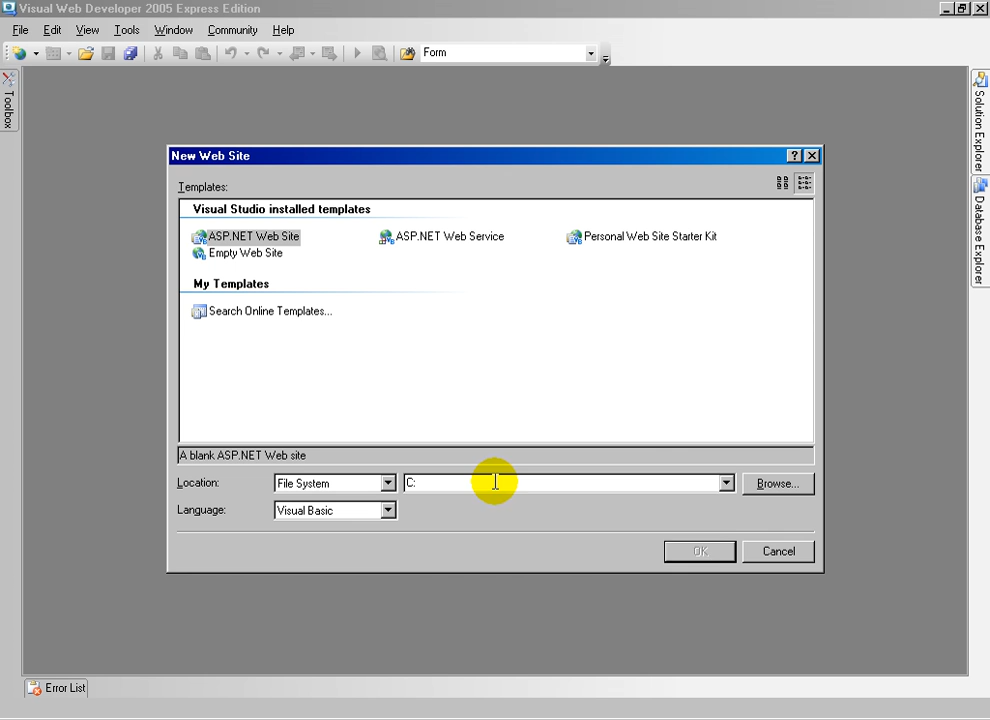 Visual Web Developer 2005 Express Edition
File Edit View Tools Window Community Help
Form
Toolbox
Solution Explorer
Database Explorer
New Web Site
Templates:
Visual Studio installed templates
ASP.NET Web Site ASP.NET Web Service Personal Web Site Starter Kit
Empty Web Site
My Templates
Search Online Templates...
A blank ASP.NET Web site
Location: File System C: Browse...
Language: Visual Basic
OK Cancel
Error List